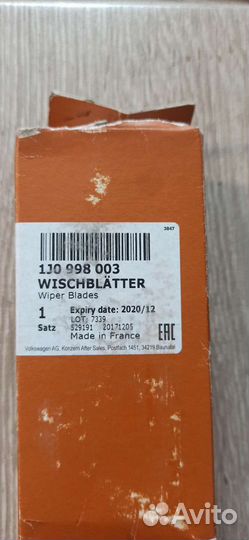 3847
1J0 998 003
WISCHBLÄTTER
Wiper Blades
1 Expiry date: 2020/12
LOT: 7339
Satz 529191 20171205
Made in France
EAC
Volkswagen AG, Konzern After Sales, Postfach 1451, 34219 Baunatal
Avito